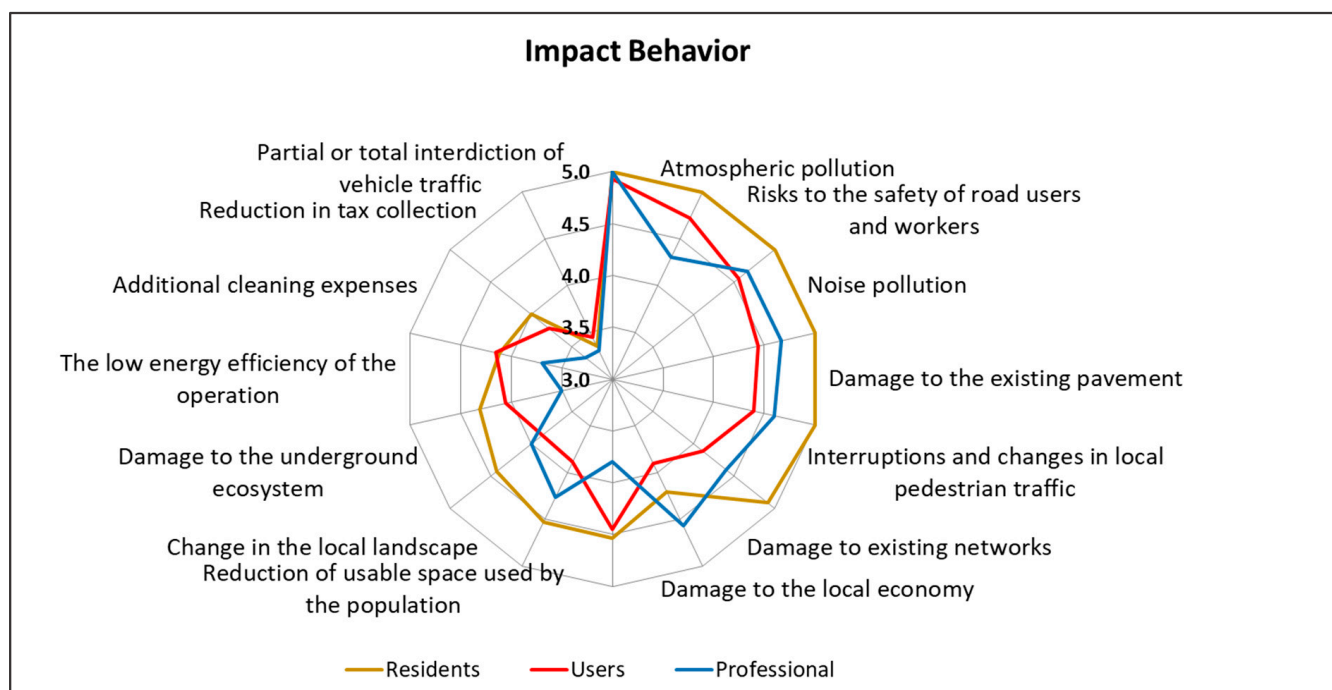 Impact Behavior
Partial or total interdiction of
vehicle traffic
Reduction in tax collection
Additional cleaning expenses
The low energy efficiency of the
operation
Damage to the underground
ecosystem
Change in the local landscape
Reduction of usable space used by
the population
5.0
4.5
4.0
3.5
3.0
Atmospheric pollution
Risks to the safety of road users
and workers
Noise pollution
Damage to the existing pavement
Interruptions and changes in local
pedestrian traffic
Damage to existing networks
Damage to the local economy
Residents
Users
Professional